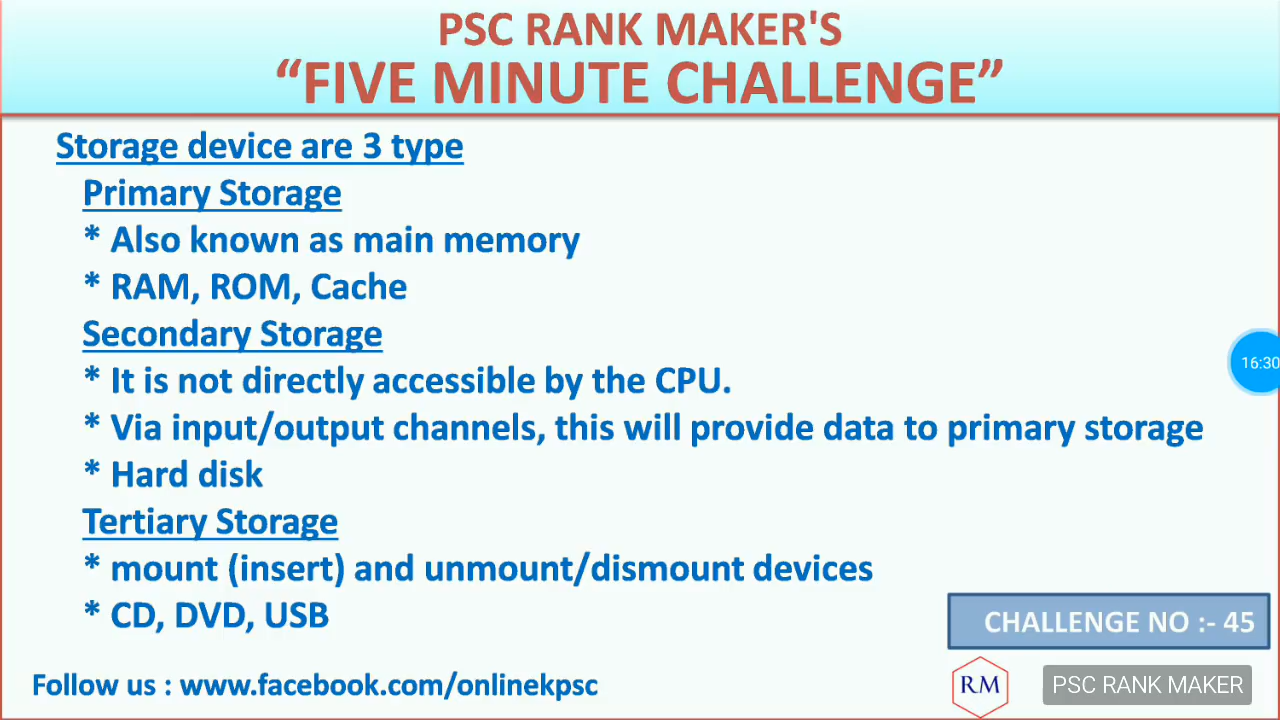 PSC RANK MAKER'S
“FIVE MINUTE CHALLENGE”
Storage device are 3 type
Primary Storage
* Also known as main memory
* RAM, ROM, Cache
Secondary Storage
* It is not directly accessible by the CPU.
* Via input/output channels, this will provide data to primary storage
* Hard disk
Tertiary Storage
* mount (insert) and unmount/dismount devices
* CD, DVD, USB
16:30
CHALLENGE NO :- 45
Follow us : www.facebook.com/onlinekpsc
RM
PSC RANK MAKER